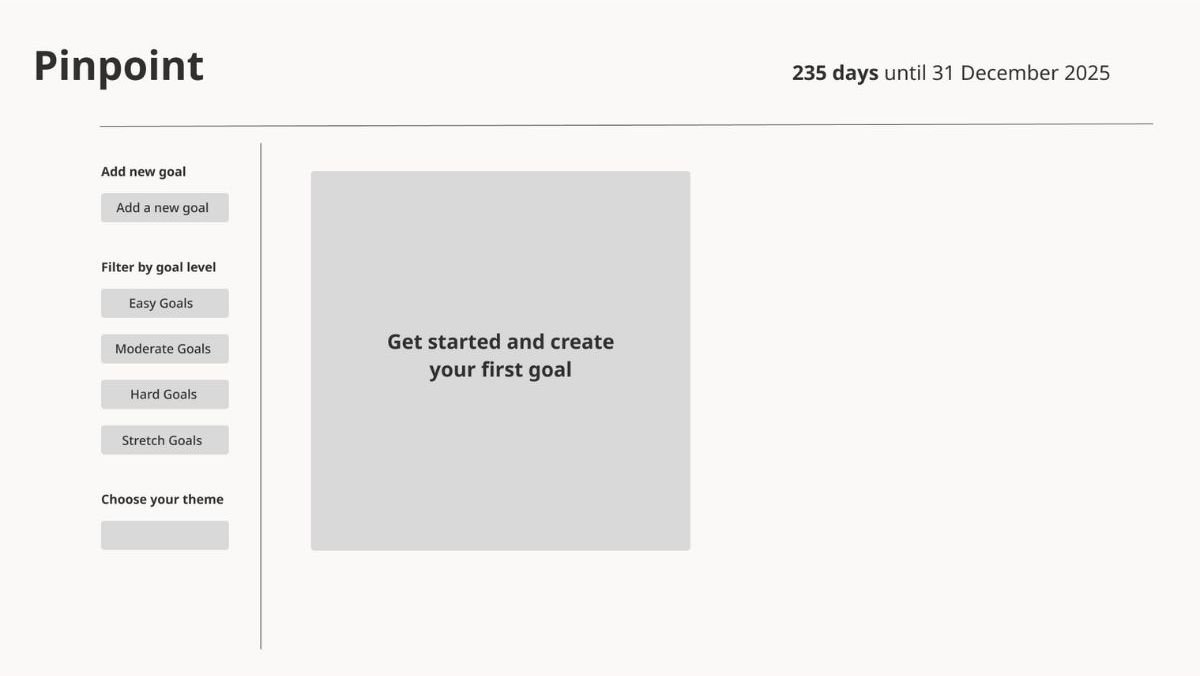 Pinpoint
235 days until 31 December 2025
Add new goal
Add a new goal
Filter by goal level
Easy Goals
Moderate Goals
Hard Goals
Stretch Goals
Choose your theme
Get started and create
your first goal